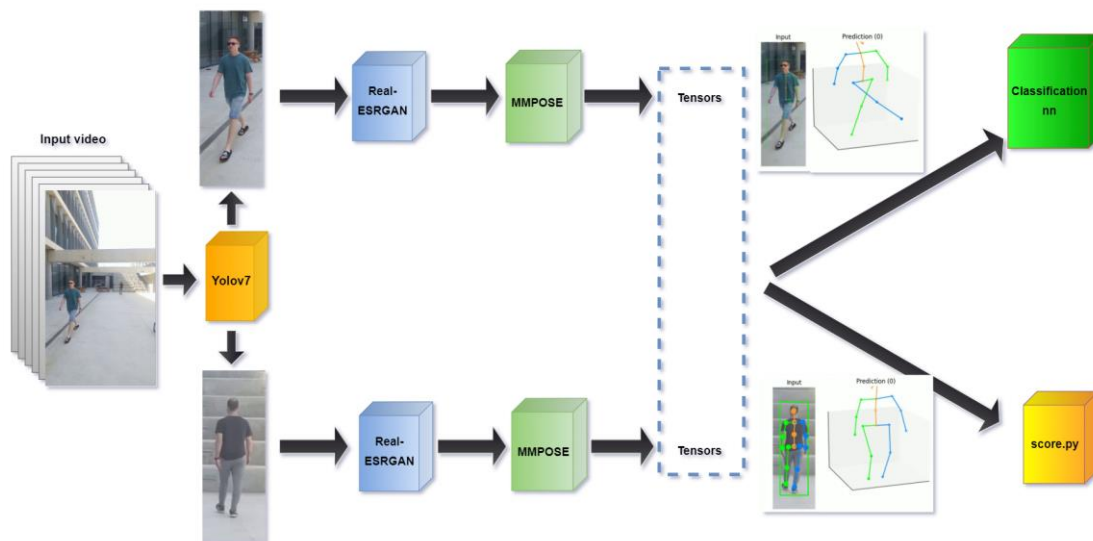 Input video
Yolov7
Real-
ESRGAN
MMPOSE
Tensors
Input
Prediction (0)
Classification
nn
Real-
ESRGAN
MMPOSE
Tensors
Input
Prediction (0)
score.py